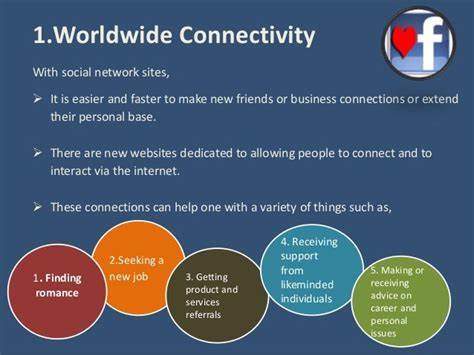 1.Worldwide Connectivity
f
With social network sites,
➢ It is easier and faster to make new friends or business connections or extend
their personal base.
➢ There are new websites dedicated to allowing people to connect and to
interact via the internet.
➢ These connections can help one with a variety of things such as,
1. Finding
romance
2.Seeking a
new job
3. Getting
product and
services
referrals
4. Receiving
support
from
likeminded
individuals
5. Making or
receiving
advice on
career and
personal
issues